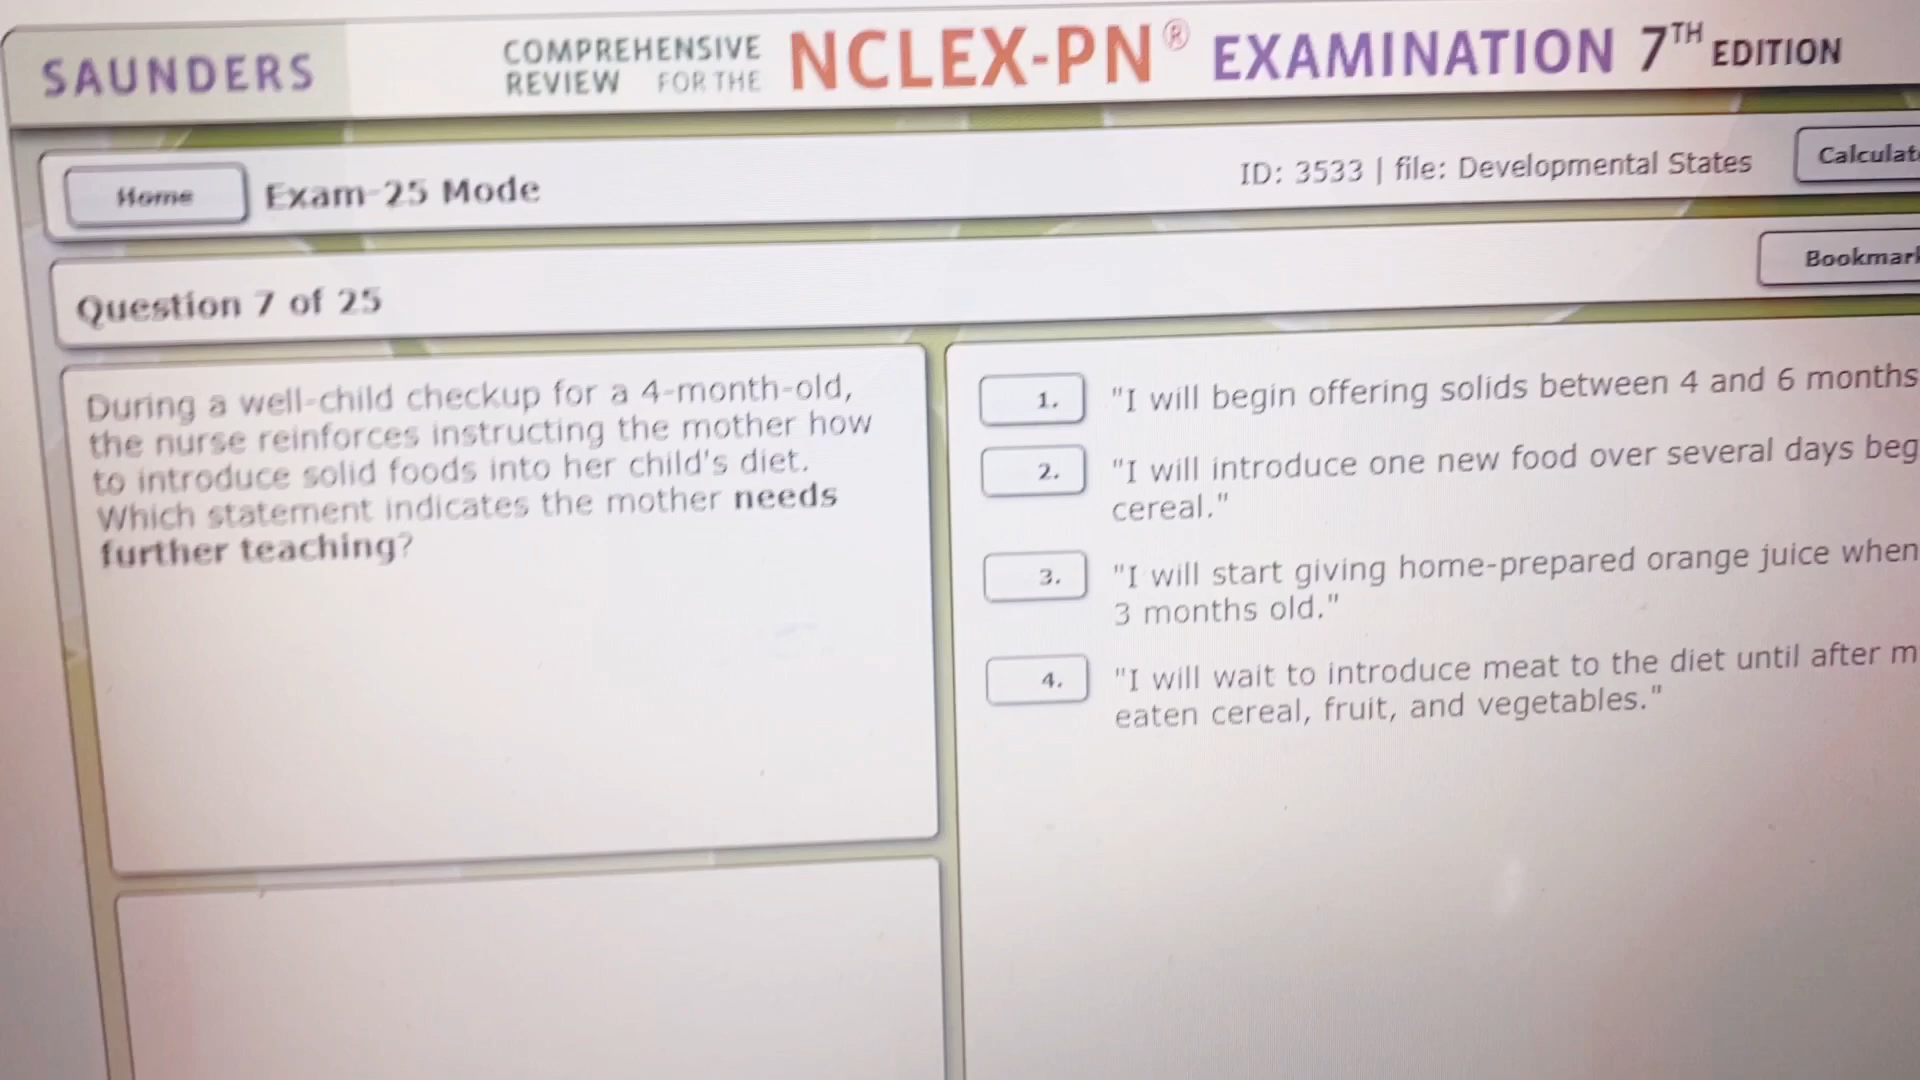 SAUNDERS
COMPREHENSIVE
REVIEW FOR THE
NCLEX-PN® EXAMINATION 7TH EDITION
Home
Exam-25 Mode
ID: 3533 | file: Developmental States
Calculat
Question 7 of 25
Bookmark
During a well-child checkup for a 4-month-old,
the nurse reinforces instructing the mother how
to introduce solid foods into her child's diet.
Which statement indicates the mother needs
further teaching?
1. "I will begin offering solids between 4 and 6 months
2. "I will introduce one new food over several days beg
cereal."
3. "I will start giving home-prepared orange juice when
3 months old."
4. "I will wait to introduce meat to the diet until after m
eaten cereal, fruit, and vegetables."